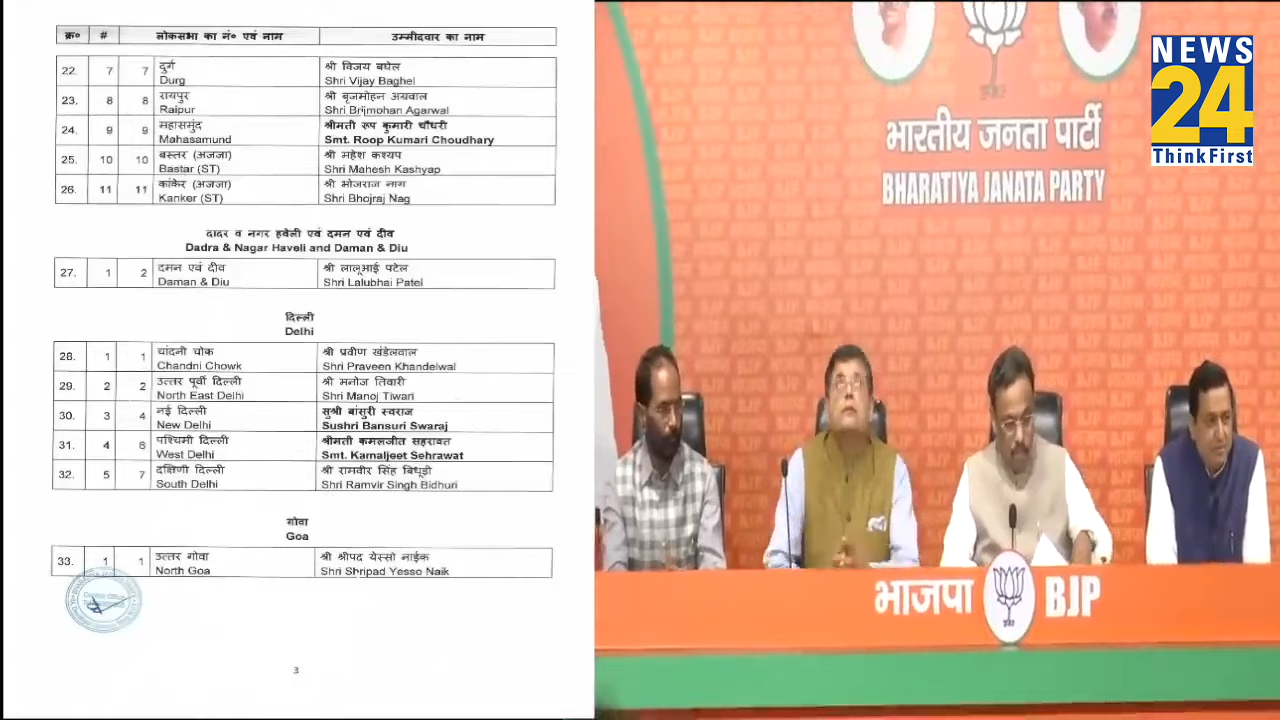 क्र० # लोकसभा का नं० एवं नाम उम्मीदवार का नाम
22. 7 7 दुर्ग श्री विजय बघेल
Durg Shri Vijay Baghel
23. 8 8 रायपुर श्री बृजमोहन अग्रवाल
Raipur Shri Brijmohan Agarwal
24. 9 9 महासमुंद श्रीमती रूप कुमारी चौधरी
Mahasamund Smt. Roop Kumari Choudhary
25. 10 10 बस्तर (अजजा) श्री महेश कश्यप
Bastar (ST) Shri Mahesh Kashyap
26. 11 11 कांकेर (अजजा) श्री भोजराज नाग
Kanker (ST) Shri Bhojraj Nag
दादर व नगर हवेली एवं दमन एवं दीव
Dadra & Nagar Haveli and Daman & Diu
27. 1 2 दमन एवं दीव श्री लालूभाई पटेल
Daman & Diu Shri Lalubhai Patel
दिल्ली
Delhi
28. 1 1 चांदनी चौक श्री प्रवीण खंडेलवाल
Chandni Chowk Shri Praveen Khandelwal
29. 2 2 उत्तर पूर्वी दिल्ली श्री मनोज तिवारी
North East Delhi Shri Manoj Tiwari
30. 3 4 नई दिल्ली सुश्री बांसुरी स्वराज
New Delhi Sushri Bansuri Swaraj
31. 4 6 पश्चिमी दिल्ली श्रीमती कमलजीत सहरावत
West Delhi Smt. Kamaljeet Sehrawat
32. 5 7 दक्षिणी दिल्ली श्री रामवीर सिंह बिधूड़ी
South Delhi Shri Ramvir Singh Bidhuri
गोवा
Goa
33. 1 1 उत्तर गोवा श्री श्रीपद येस्सो नाईक
North Goa Shri Shripad Yesso Naik
3
NEWS
24
ThinkFirst
भारतीय जनता पार्टी
BHARATIYA JANATA PARTY
भाजपा BJP